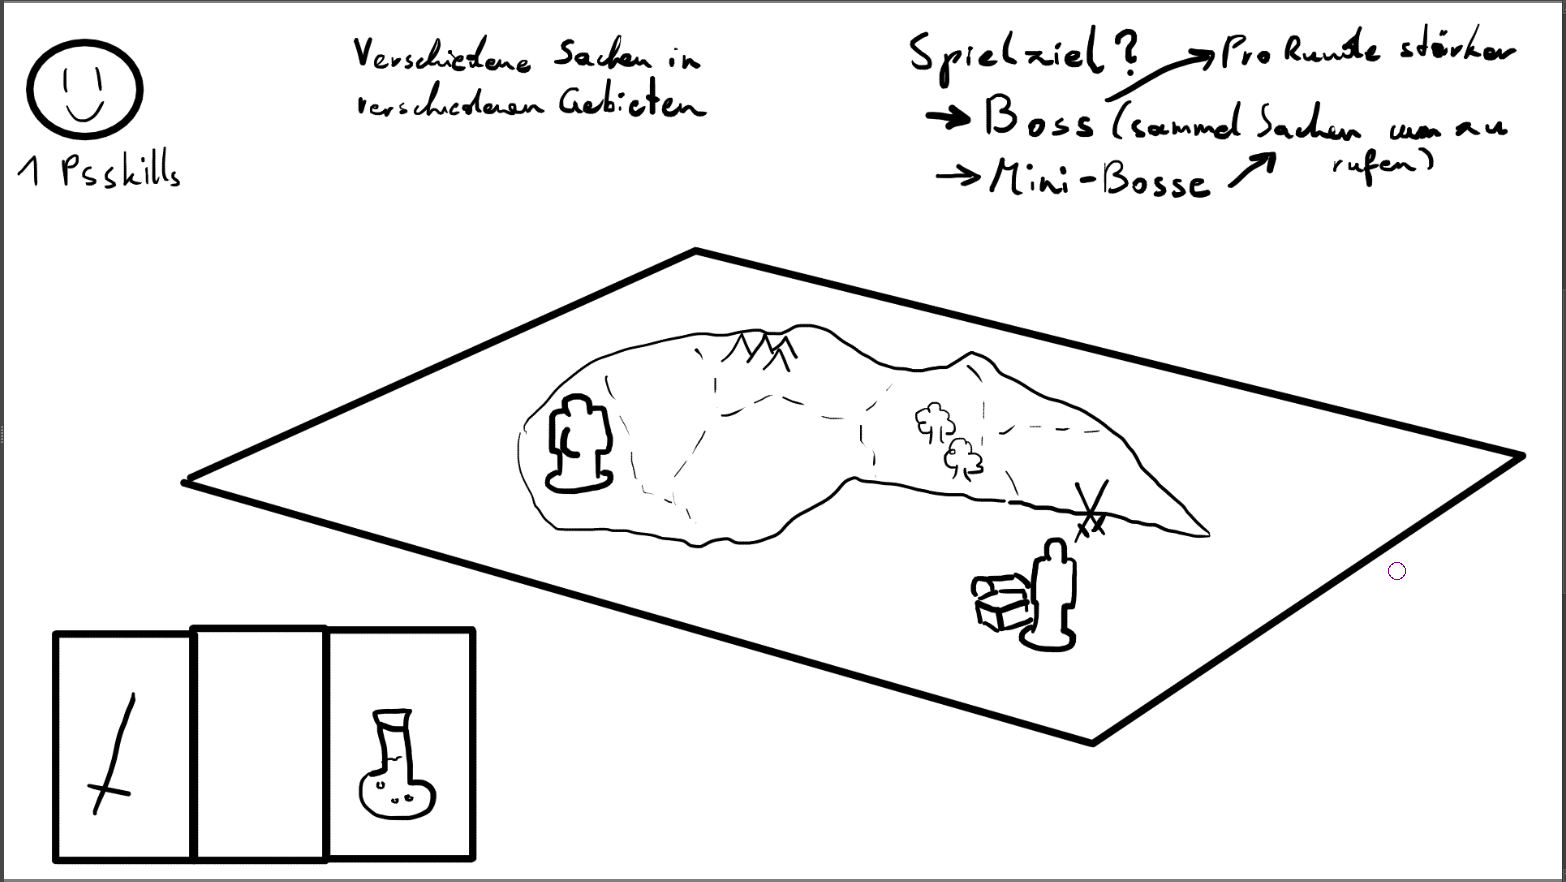 Verschiedene Sachen in
verschiedenen Gebieten
Spielziel? → Pro Runde stärker
→ Boss (sammel Sachen um zu
rufen)
→ Mini-Bosse
1 Psskills